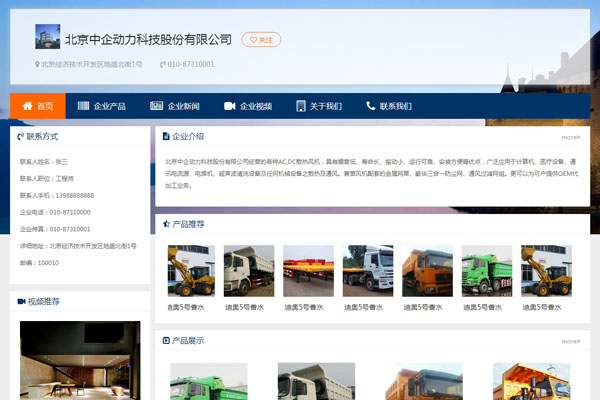 北京中企动力科技股份有限公司
关注
北京经济技术开发区地盛北街1号 010-87310001
首页 企业产品 企业新闻 企业视频 关于我们 联系我们
联系方式
联系人姓名：张三
联系人职位：工程师
联系人手机：13988888888
企业电话：010-87310000
企业传真：010-87310001
详细地址：北京经济技术开发区地盛北街1号
邮编：100010
视频推荐
企业介绍 more»
北京中企动力科技股份有限公司经营的各种AC,DC散热风机，具有噪音低、寿命长、振动小、运行可靠、安装方便等优点，广泛应用于计算机、医疗设备、通
讯电流源、电焊机、超声波清洗设备及任何机械设备之散热及通风。兼营风机配套的金属网罩、豪华三合一防尘网、通风过滤网组。更可以为可户提供OEM代
加工业务。
产品推荐
迪奥5号香水 迪奥5号香水 迪奥5号香水 迪奥5号香水 迪奥5号香水 迪奥5号香水 迪奥5号香水
产品展示 more»